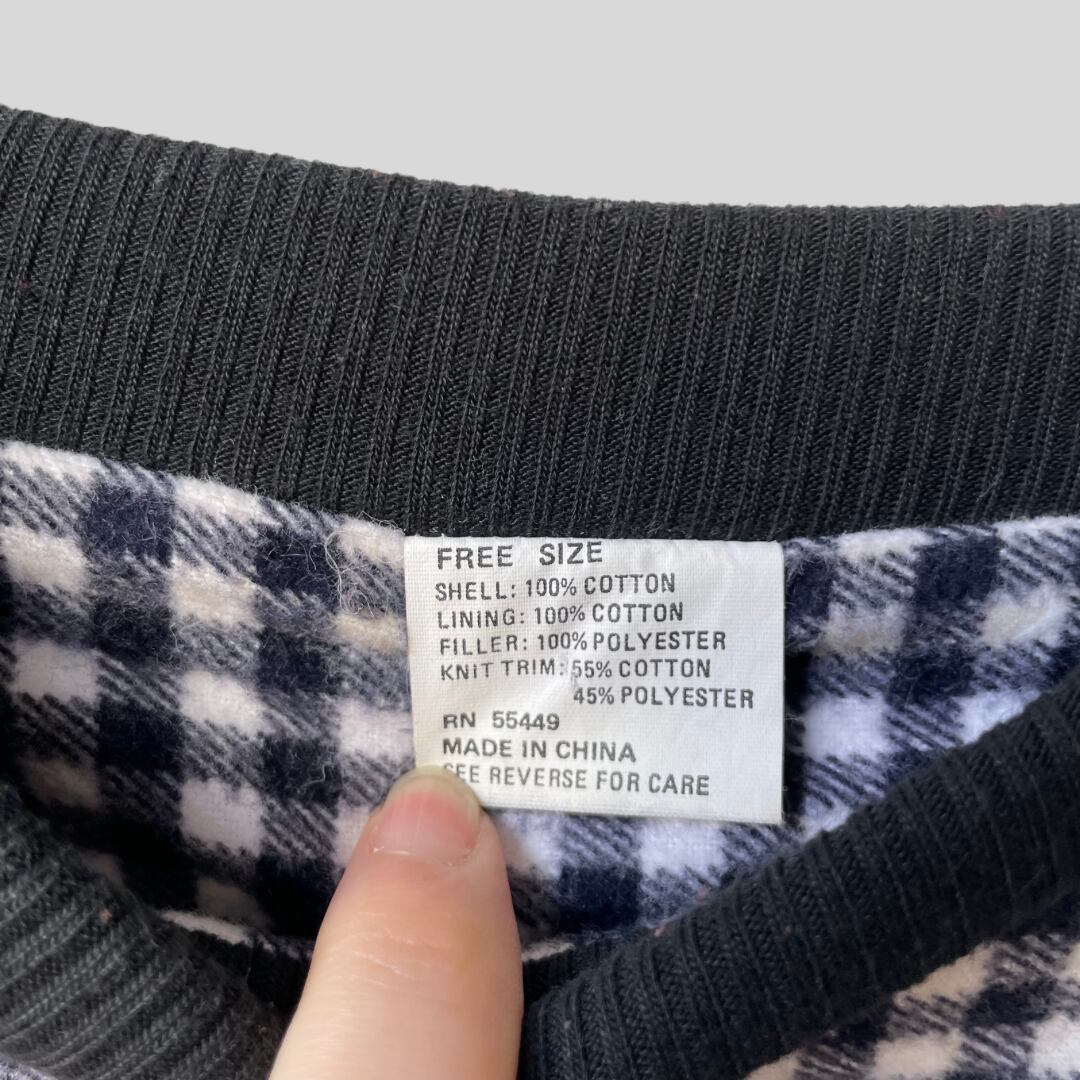 FREE SIZE
SHELL: 100% COTTON
LINING: 100% COTTON
FILLER: 100% POLYESTER
KNIT TRIM: 55% COTTON
45% POLYESTER
RN 55449
MADE IN CHINA
SEE REVERSE FOR CARE